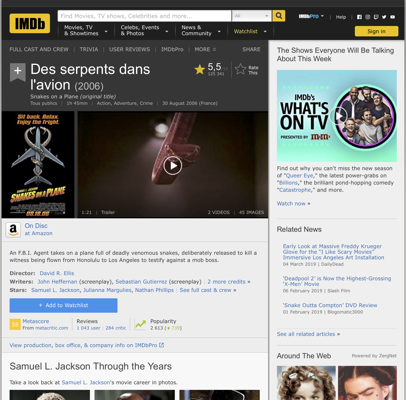 IMDb
Find Movies, TV shows, Celebrities and more...
All
IMDbPro
Help
Movies, TV & Showtimes
Celebs, Events & Photos
News & Community
Watchlist
Sign in
FULL CAST AND CREW | TRIVIA | USER REVIEWS | IMDbPro | MORE
SHARE
Des serpents dans l'avion (2006)
Snakes on a Plane (original title)
Tous publics | 1h 45min | Action, Adventure, Crime | 30 August 2006 (France)
5,5
Rate This
Sit back. Relax.
Enjoy the fright.
SNAKES ON A PLANE
1:21 | Trailer
2 VIDEOS | 45 IMAGES
On Disc
at Amazon
An F.B.I. Agent takes on a plane full of deadly venomous snakes, deliberately released to kill a
witness being flown from Honolulu to Los Angeles to testify against a mob boss.
Director: David R. Ellis
Writers: John Heffernan (screenplay), Sebastian Gutierrez (screenplay) | 2 more credits »
Stars: Samuel L. Jackson, Julianna Margulies, Nathan Phillips | See full cast & crew »
+ Add to Watchlist
Metascore
From metacritic.com
Reviews
1 043 user | 284 critic
Popularity
2 613
View production, box office, & company info on IMDbPro
Samuel L. Jackson Through the Years
Take a look back at Samuel L. Jackson's movie career in photos.
The Shows Everyone Will Be Talking
About This Week
IMDb's
WHAT'S
ON TV
PRESENTED BY
Find out why you can't miss the new season
of "Queer Eye," the latest power-grabs on
"Billions," the brilliant pond-hopping comedy
"Catastrophe," and more.
Watch now »
Related News
Early Look at Massive Freddy Krueger
Glove for the "I Like Scary Movies"
Immersive Los Angeles Art Installation
04 March 2019 | DailyDead
'Deadpool 2' is Now the Highest-Grossing
'X-Men' Movie
06 February 2019 | Slash Film
'Snake Outta Compton' DVD Review
01 February 2019 | Blogomatic3000
See all related articles »
Around The Web
Powered by ZergNet